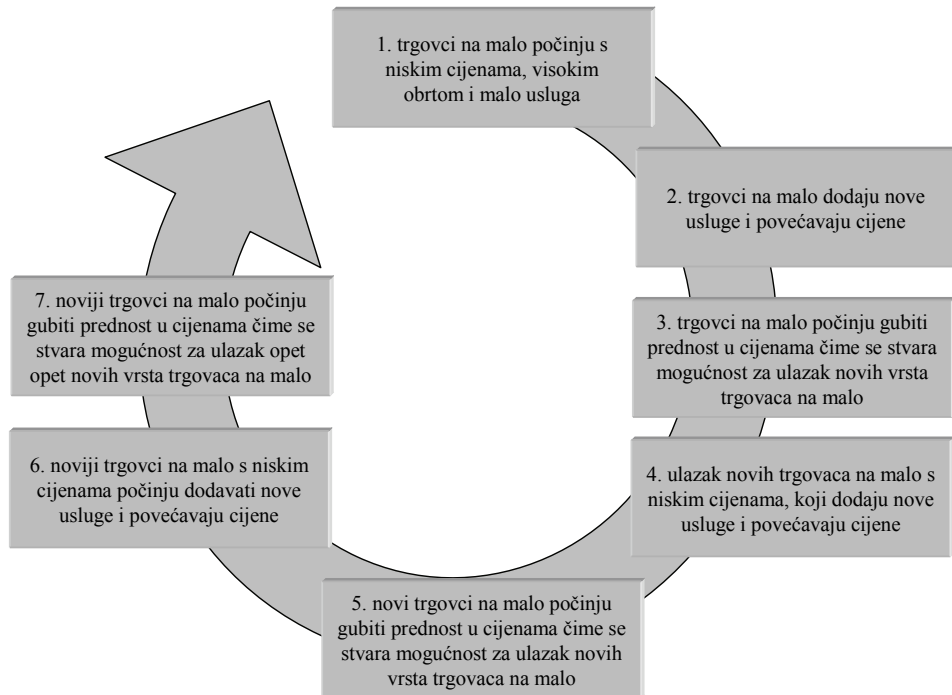 1. trgovci na malo počinju s
niskim cijenama, visokim
obrtom i malo usluga
2. trgovci na malo dodaju nove
usluge i povećavaju cijene
3. trgovci na malo počinju gubiti
prednost u cijenama čime se stvara
mogućnost za ulazak novih vrsta
trgovaca na malo
4. ulazak novih trgovaca na malo s
niskim cijenama, koji dodaju nove
usluge i povećavaju cijene
5. novi trgovci na malo počinju
gubiti prednost u cijenama čime se
stvara mogućnost za ulazak novih
vrsta trgovaca na malo
6. noviji trgovci na malo s niskim
cijenama počinju dodavati nove
usluge i povećavaju cijene
7. noviji trgovci na malo počinju
gubiti prednost u cijenama čime se
stvara mogućnost za ulazak opet
opet novih vrsta trgovaca na malo